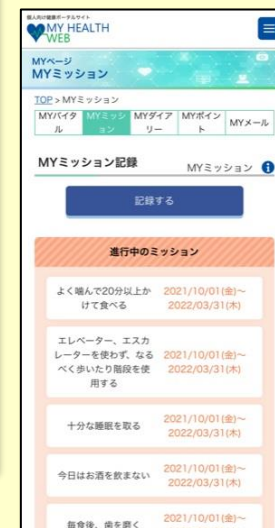 個人向け健康ポータルサイト
MY HEALTH
WEB
MYページ
MYミッション
TOP > MYミッション
MYバイタ
ル
MYミッシ
ョン
MYダイア
リー
MYポイン
ト
MYメール
MYミッション記録
MYミッション
記録する
進行中のミッション
よく噛んで20分以上か
けて食べる
2021/10/01(金)～
2022/03/31(木)
エレベーター、エスカ
レーターを使わず、なる
べく歩いたり階段を使
用する
2021/10/01(金)～
2022/03/31(木)
十分な睡眠を取る
2021/10/01(金)～
2022/03/31(木)
今日はお酒を飲まない
2021/10/01(金)～
2022/03/31(木)
毎食後、歯を磨く
2021/10/01(金)～